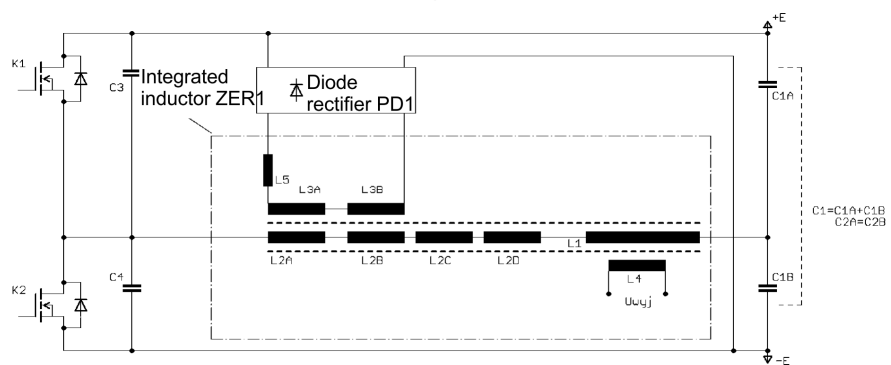 +E
K1
C3
Integrated
inductor ZER1
Diode
rectifier PD1
C1A
L5
L3A
L3B
C1=C1A+C1B
C2A=C2B
L1
L2A
L2B
L2C
L2D
K2
C4
L4
Uwyj
C1B
-E